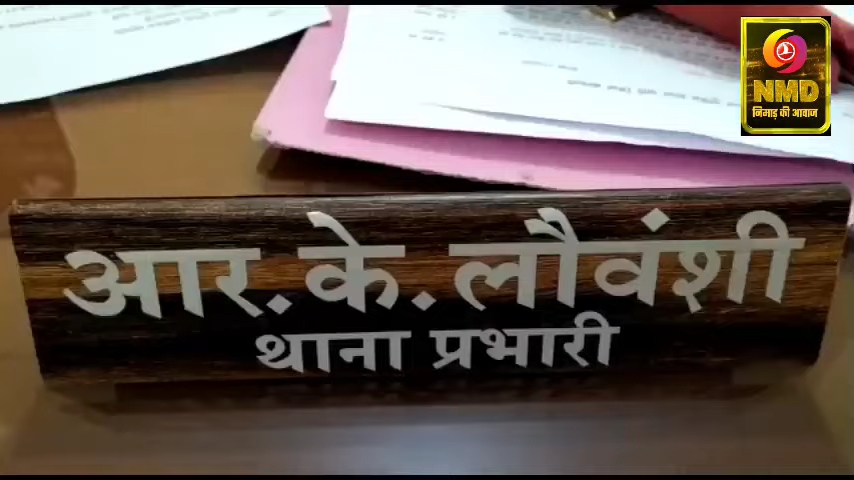 NMD
निमाड़ की आवाज
आर. के. लौवंशी
थाना प्रभारी